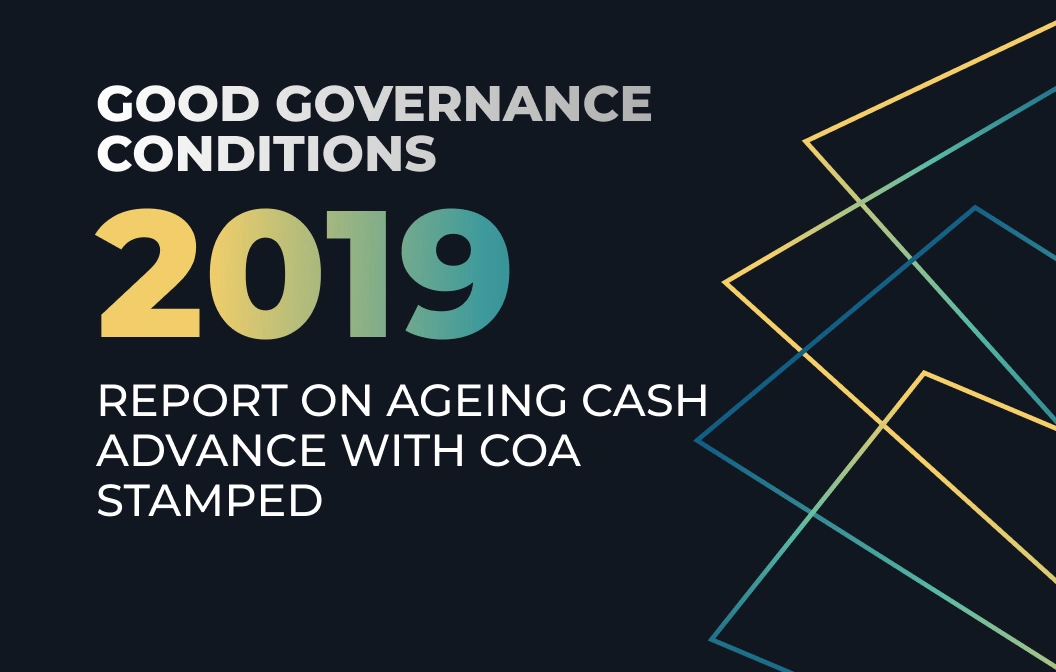 GOOD GOVERNANCE
CONDITIONS
2019
REPORT ON AGEING CASH
ADVANCE WITH COA
STAMPED